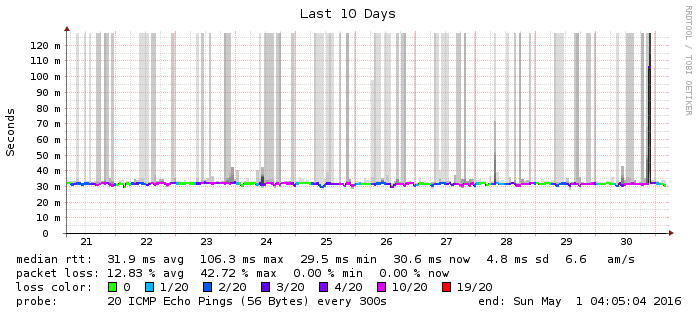 Last 10 Days
RRDTOOL / TOBI OETIKER
Seconds
120 m
110 m
100 m
90 m
80 m
70 m
60 m
50 m
40 m
30 m
20 m
10 m
0
21 22 23 24 25 26 27 28 29 30
median rtt: 31.9 ms avg 106.3 ms max 29.5 ms min 30.6 ms now 4.8 ms sd 6.6 am/s
packet loss: 12.83 % avg 42.72 % max 0.00 % min 0.00 % now
loss color: 0 1/20 2/20 3/20 4/20 10/20 19/20
probe: 20 ICMP Echo Pings (56 Bytes) every 300s end: Sun May 1 04:05:04 2016